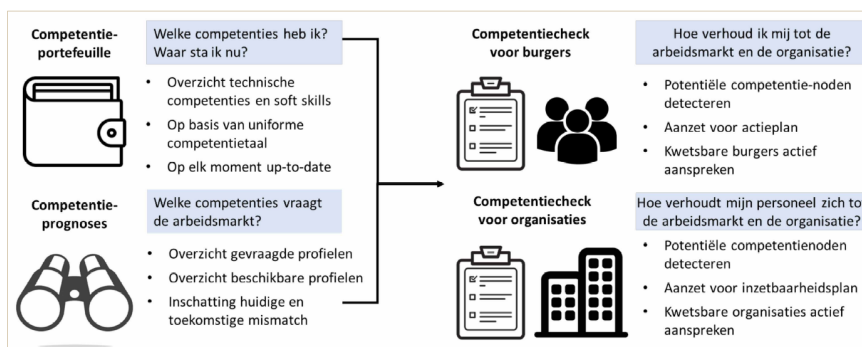 Competentie-
portefeuille
Welke competenties heb ik?
Waar sta ik nu?
• Overzicht technische
competenties en soft skills
• Op basis van uniforme
competentietaal
• Op elk moment up-to-date
Competentie-
prognoses
Welke competenties vraagt
de arbeidsmarkt?
• Overzicht gevraagde profielen
• Overzicht beschikbare profielen
• Inschatting huidige en
toekomstige mismatch
Competentiecheck
voor burgers
Hoe verhoud ik mij tot de
arbeidsmarkt en de organisatie?
• Potentiële competentie-noden
detecteren
• Aanzet voor actieplan
• Kwetsbare burgers actief
aanspreken
Competentiecheck
voor organisaties
Hoe verhoudt mijn personeel zich to
de arbeidsmarkt en de organisatie?
• Potentiële competentienoden
detecteren
• Aanzet voor inzetbaarheidsplan
• Kwetsbare organisaties actief
aanspreken